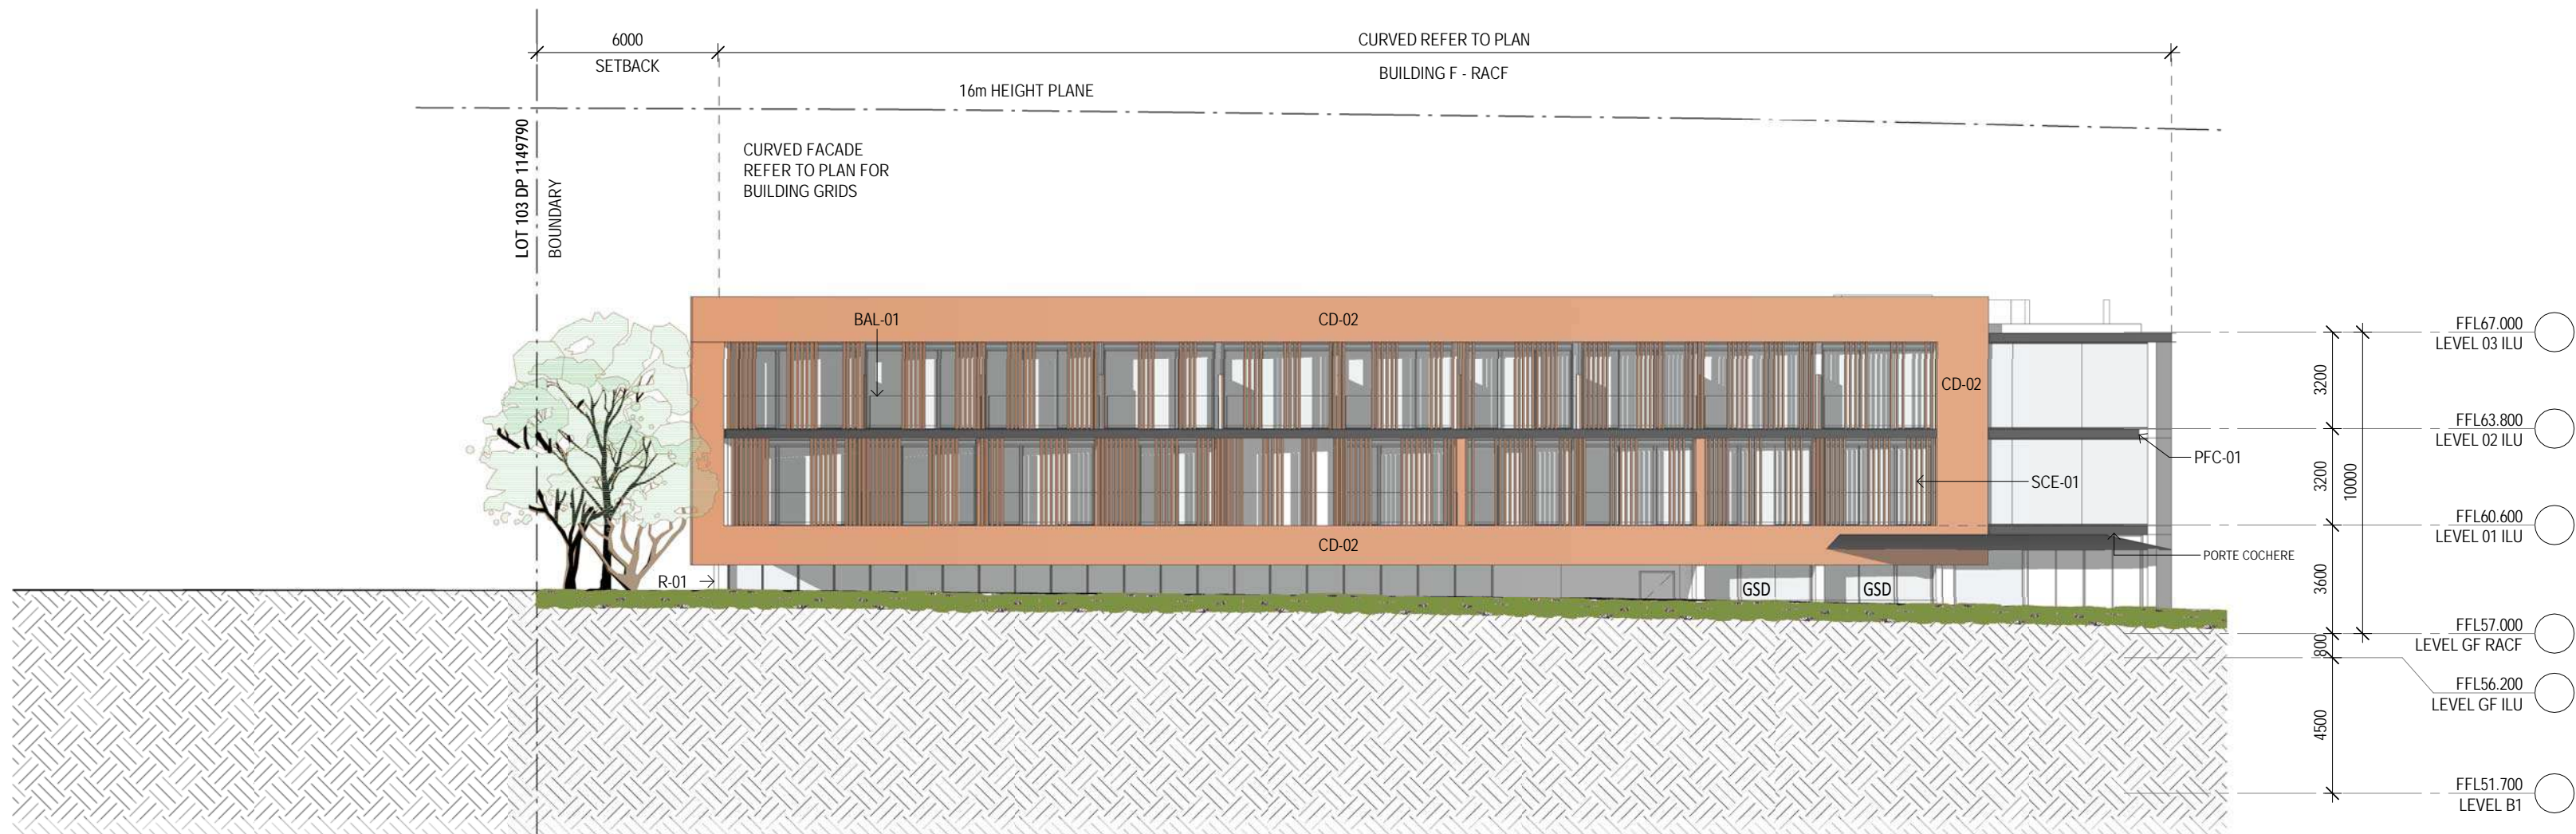 6000
SETBACK
CURVED REFER TO PLAN
BUILDING F - RACF
16m HEIGHT PLANE
LOT 103 DP 1149790
BOUNDARY
CURVED FACADE
REFER TO PLAN FOR
BUILDING GRIDS
BAL-01
CD-02
CD-02
SCE-01
PFC-01
CD-02
PORTE COCHERE
R-01
GSD
GSD
3200
3200
10000
3600
800
4500
FFL67.000
LEVEL 03 ILU
FFL63.800
LEVEL 02 ILU
FFL60.600
LEVEL 01 ILU
FFL57.000
LEVEL GF RACF
FFL56.200
LEVEL GF ILU
FFL51.700
LEVEL B1